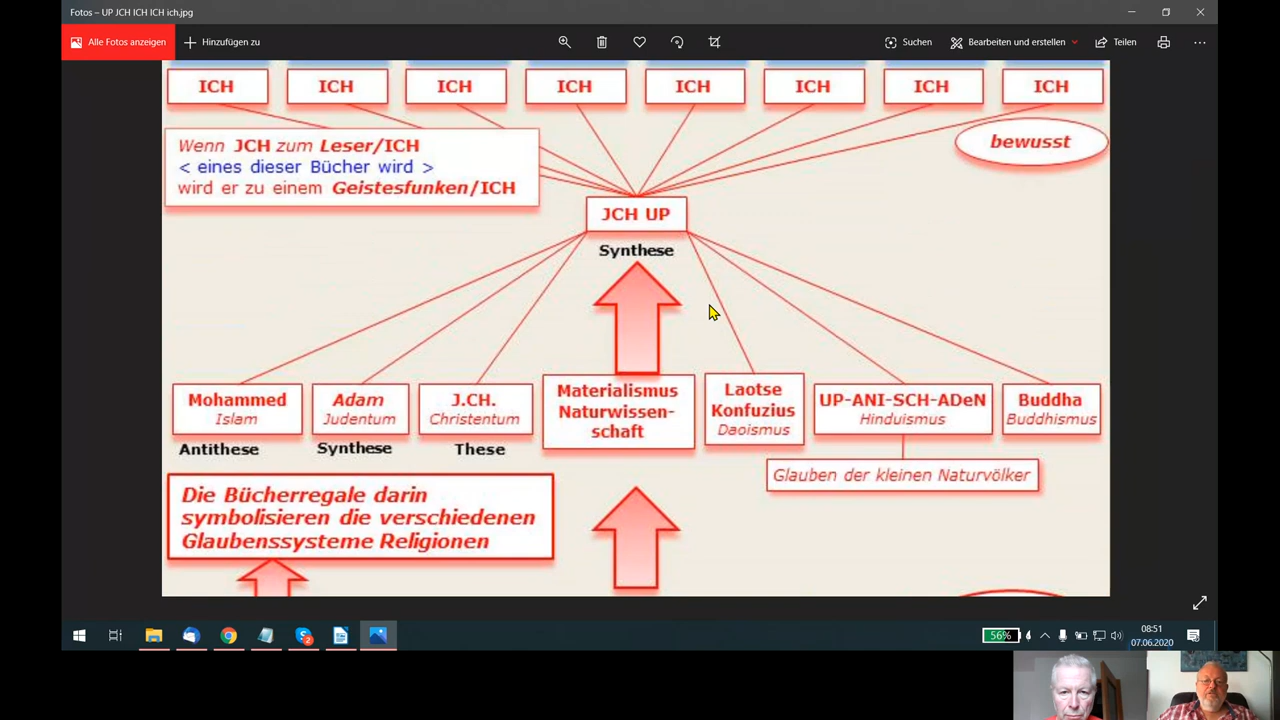 Fotos – UP JCH ICH ICH ich.jpg
Alle Fotos anzeigen
Hinzufügen zu
Suchen
Bearbeiten und erstellen
Teilen
ICH ICH ICH ICH ICH ICH ICH ICH
Wenn JCH zum Leser/ICH
< eines dieser Bücher wird >
wird er zu einem Geistesfunken/ICH
bewusst
JCH UP
Synthese
Mohammed
Islam
Antithese
Adam
Judentum
Synthese
J.CH.
Christentum
These
Materialismus
Naturwissen-
schaft
Laotse
Konfuzius
Daoismus
UP-ANI-SCH-ADeN
Hinduismus
Buddha
Buddhismus
Glauben der kleinen Naturvölker
Die Bücherregale darin
symbolisieren die verschiedenen
Glaubenssysteme Religionen
2
56%
08:51
07.06.2020